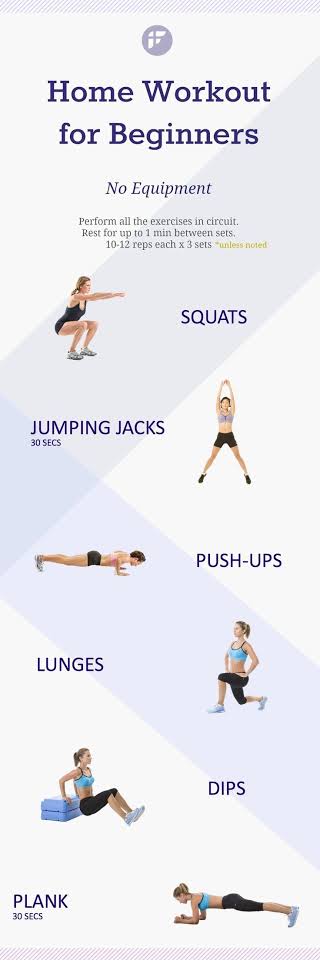 Home Workout
for Beginners
No Equipment
Perform all the exercises in circuit.
Rest for up to 1 min between sets.
10-12 reps each x 3 sets *unless noted
SQUATS
JUMPING JACKS
30 SECS
PUSH-UPS
LUNGES
DIPS
PLANK
30 SECS